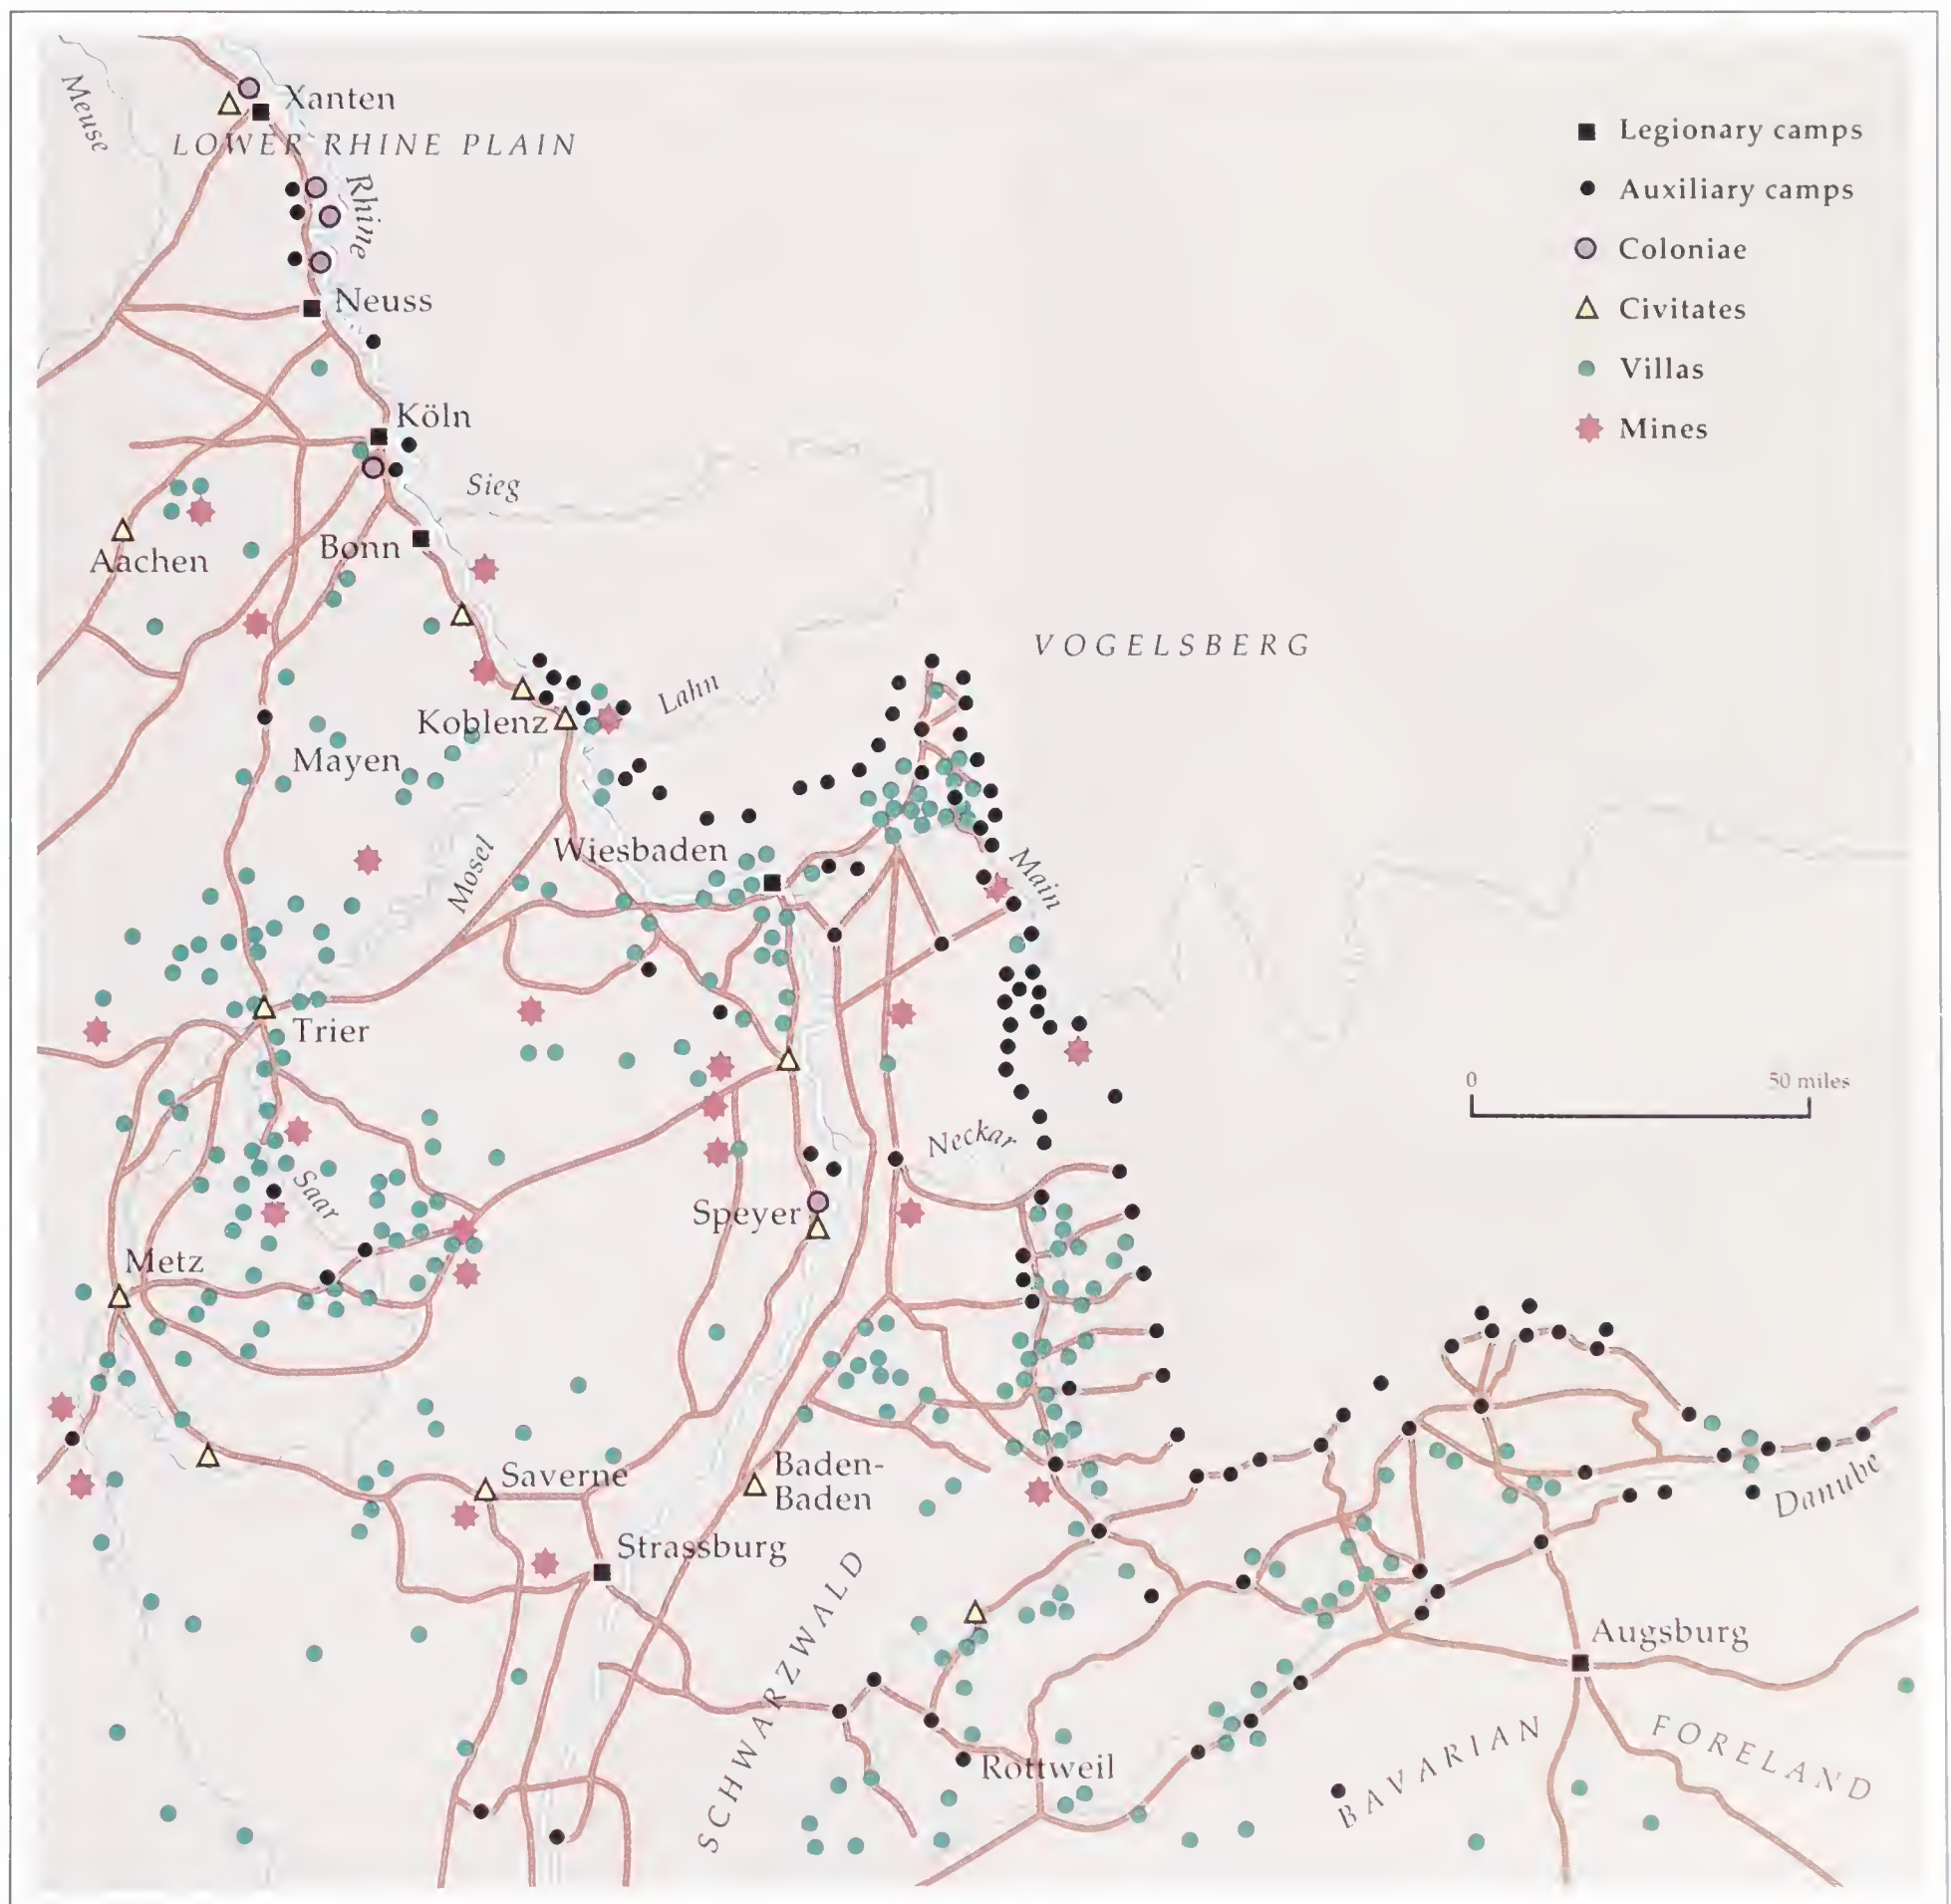 Meuse
Xanten
LOWER RHINE PLAIN
Rhine
Neuss
Köln
Sieg
Aachen
Bonn
VOGELSBERG
Lahn
Koblenz
Mayen
Wiesbaden
Mosel
Main
Trier
Neckar
Saar
Speyer
Metz
Saverne
Baden-
Baden
Strassburg
SCHWARZWALD
Rottweil
Danube
Augsburg
BAVARIAN
FORELAND
Legionary camps
Auxiliary camps
Coloniae
Civitates
Villas
Mines
0
50 miles